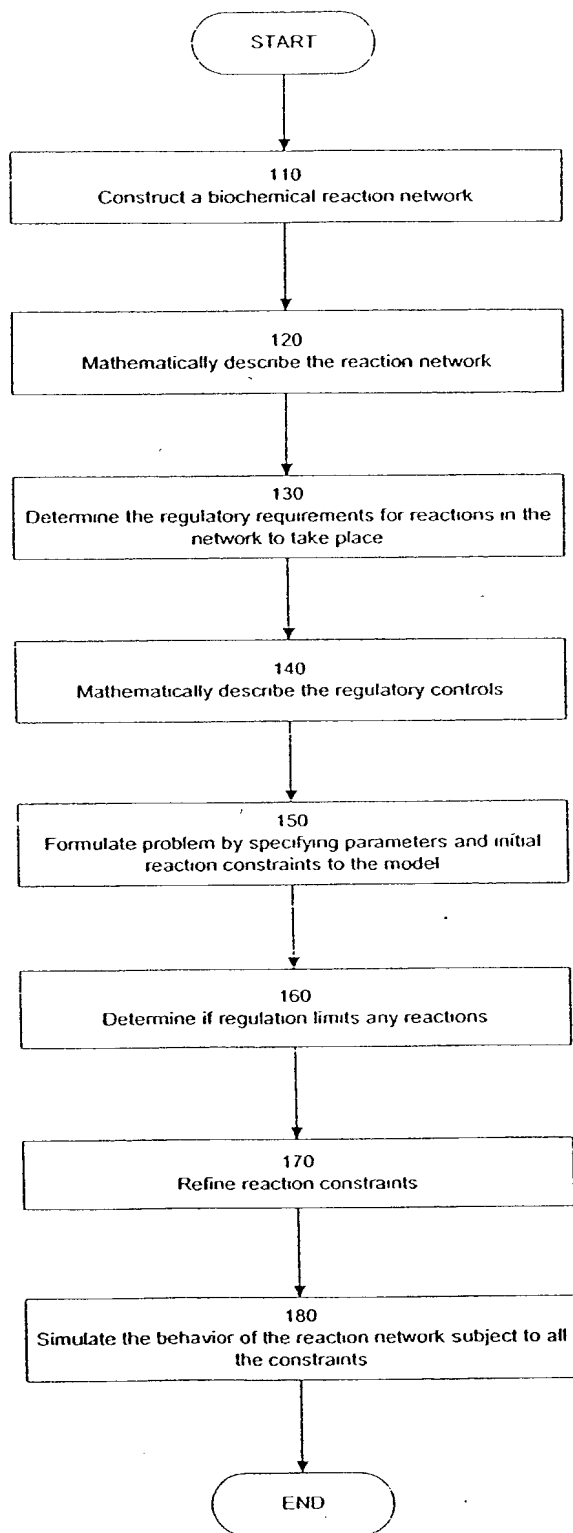 START
110
Construct a biochemical reaction network
120
Mathematically describe the reaction network
130
Determine the regulatory requirements for reactions in the
network to take place
140
Mathematically describe the regulatory controls
150
Formulate problem by specifying parameters and initial
reaction constraints to the model
160
Determine if regulation limits any reactions
170
Refine reaction constraints
180
Simulate the behavior of the reaction network subject to all
the constraints
END